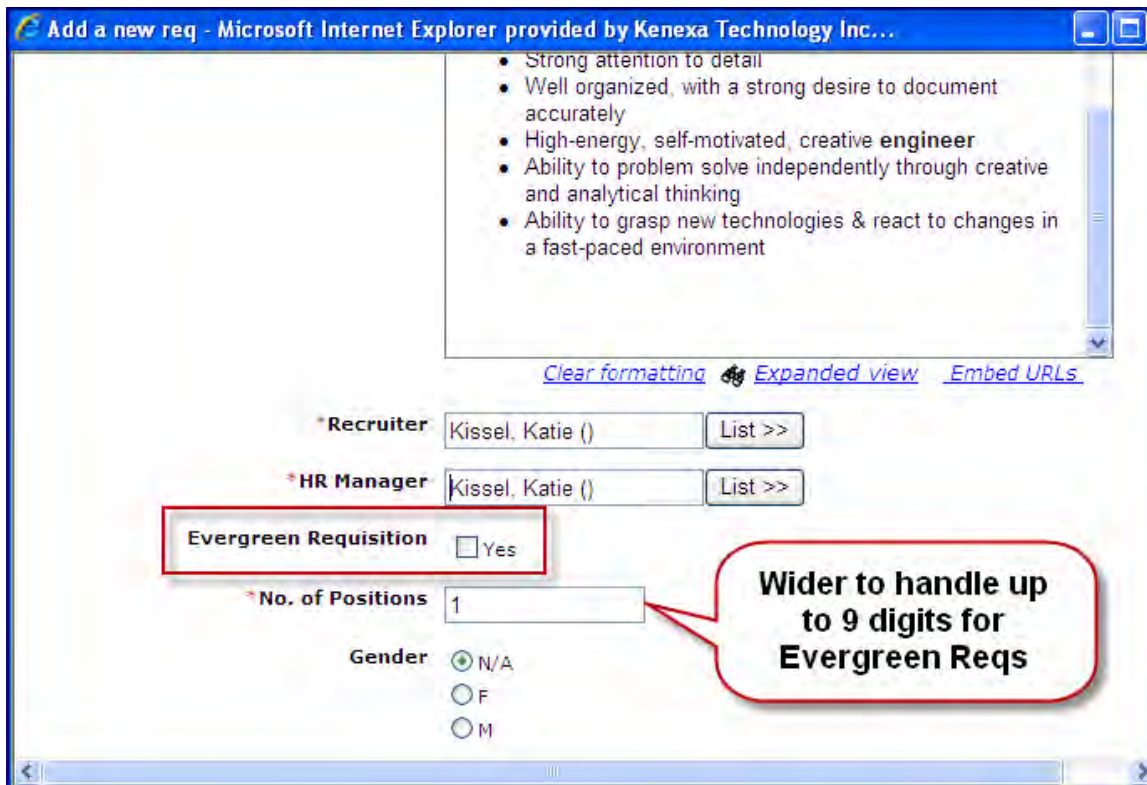 Add a new req - Microsoft Internet Explorer provided by Kenexa Technology Inc...
Strong attention to detail
Well organized, with a strong desire to document
accurately
High-energy, self-motivated, creative engineer
Ability to problem solve independently through creative
and analytical thinking
Ability to grasp new technologies & react to changes in
a fast-paced environment
Clear formatting Expanded view Embed URLs
*Recruiter Kissel, Katie () List >>
*HR Manager Kissel, Katie () List >>
Evergreen Requisition Yes
*No. of Positions 1
Wider to handle up
to 9 digits for
Evergreen Reqs
Gender N/A
F
M